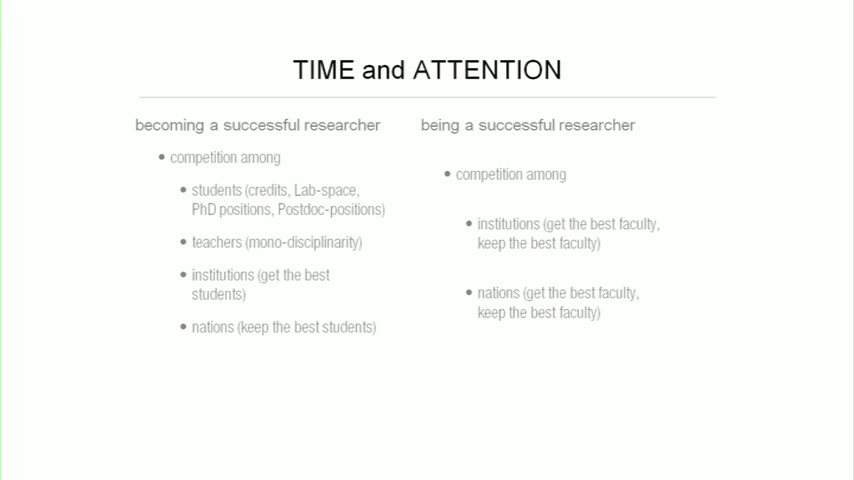 TIME and ATTENTION
becoming a successful researcher
• competition among
• students (credits, Lab-space,
PhD positions, Postdoc-positions)
• teachers (mono-disciplinarity)
• institutions (get the best
students)
• nations (keep the best students)
being a successful researcher
• competition among
• institutions (get the best faculty,
keep the best faculty)
• nations (get the best faculty,
keep the best faculty)